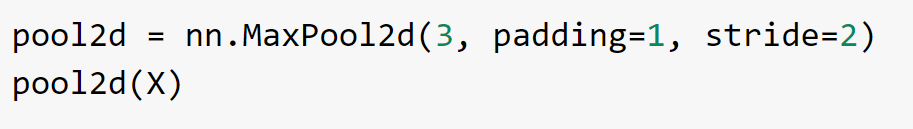 pool2d = nn.MaxPool2d(3, padding=1, stride=2)
pool2d(X)